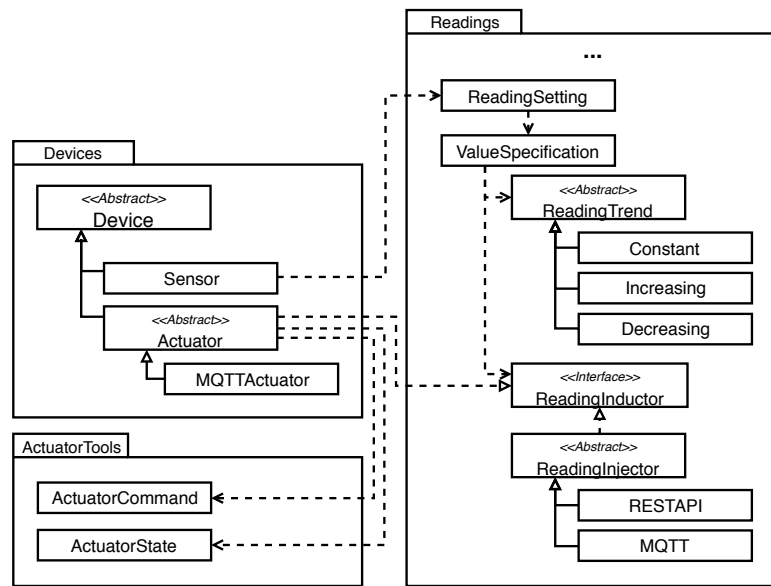 Devices
<<Abstract>>
Device
Sensor
<<Abstract>>
Actuator
MQTTActuator
ActuatorTools
ActuatorCommand
ActuatorState
Readings
...
ReadingSetting
ValueSpecification
<<Abstract>>
ReadingTrend
Constant
Increasing
Decreasing
<<Interface>>
ReadingInductor
<<Abstract>>
ReadingInjector
RESTAPI
MQTT